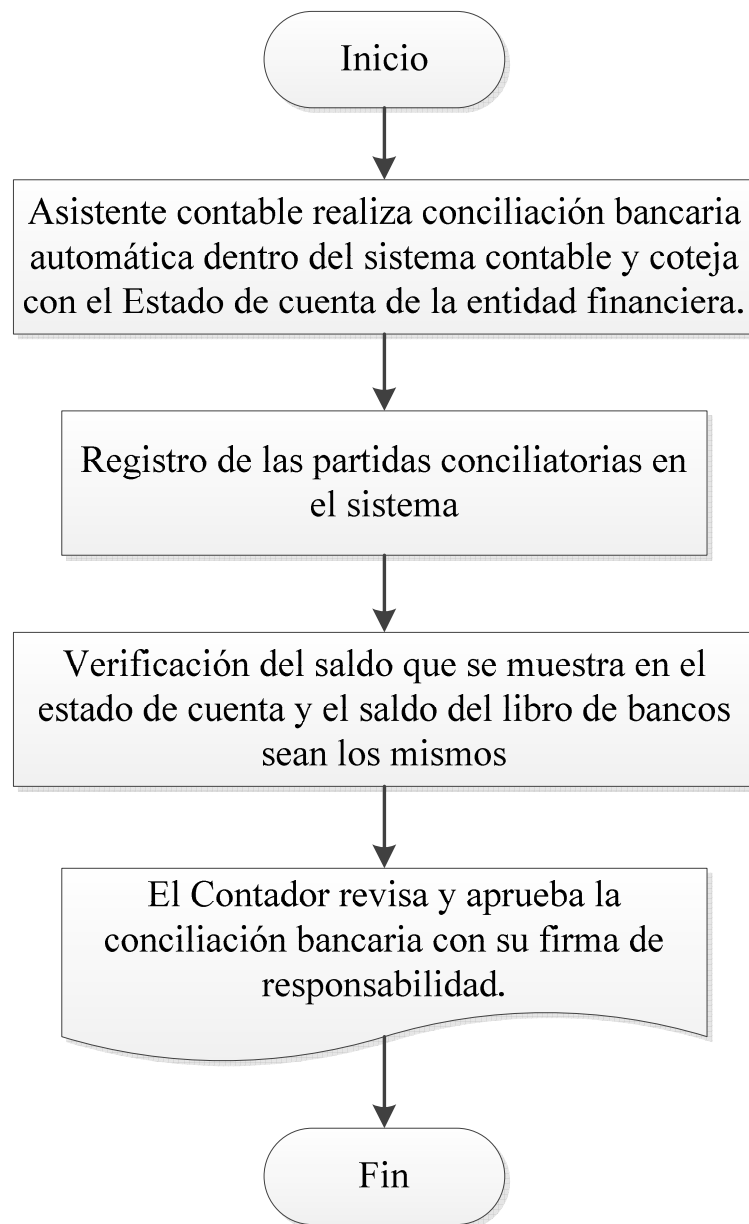 Inicio
Asistente contable realiza conciliación bancaria
automática dentro del sistema contable y coteja
con el Estado de cuenta de la entidad financiera.
Registro de las partidas conciliatorias en
el sistema
Verificación del saldo que se muestra en el
estado de cuenta y el saldo del libro de bancos
sean los mismos
El Contador revisa y aprueba la
conciliación bancaria con su firma de
responsabilidad.
Fin